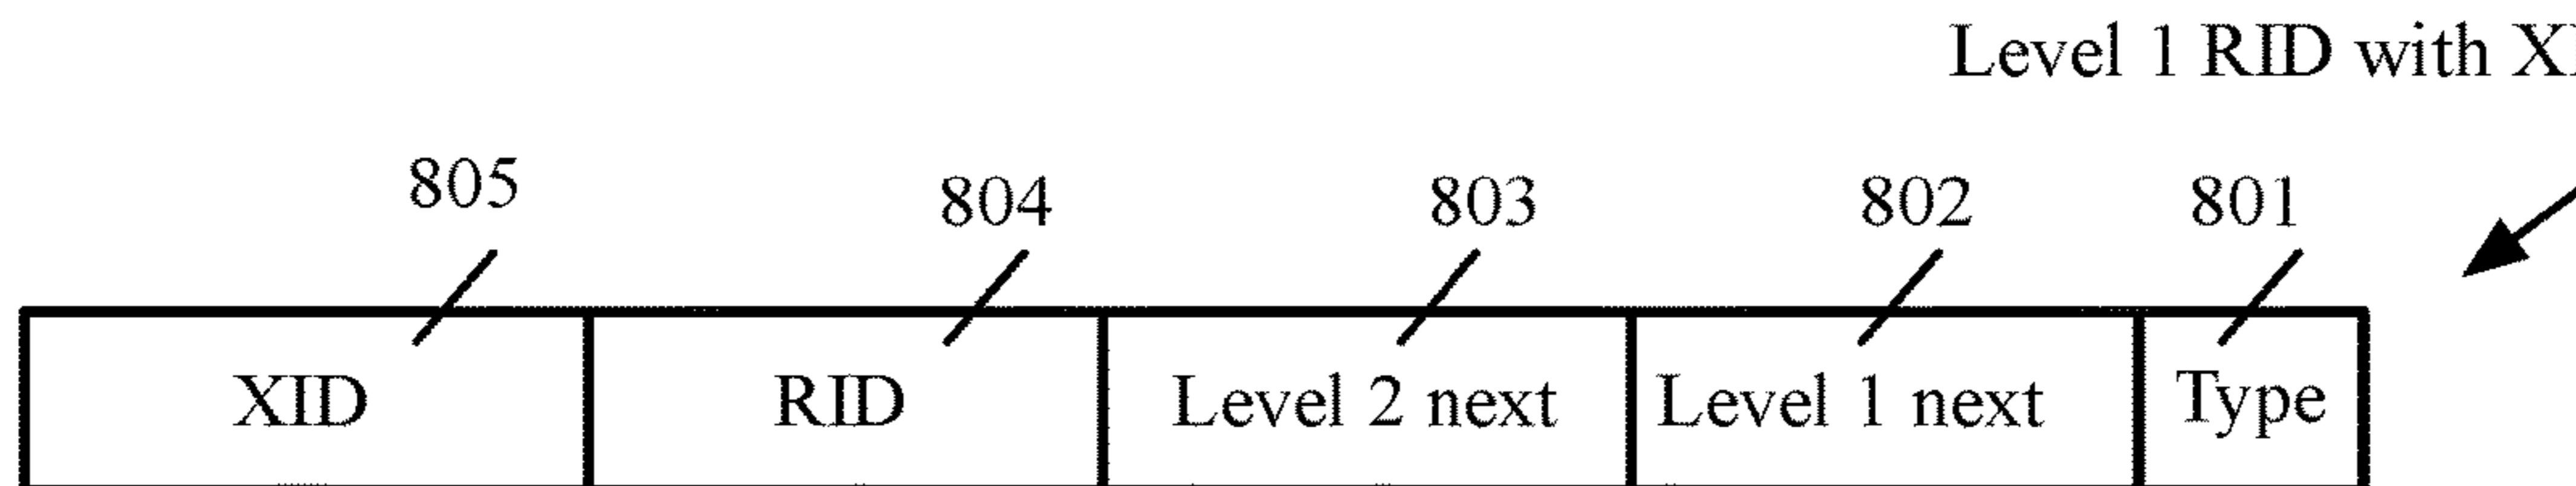 Level 1 RID with
805 804 803 802 801
XID RID Level 2 next Level 1 next Type